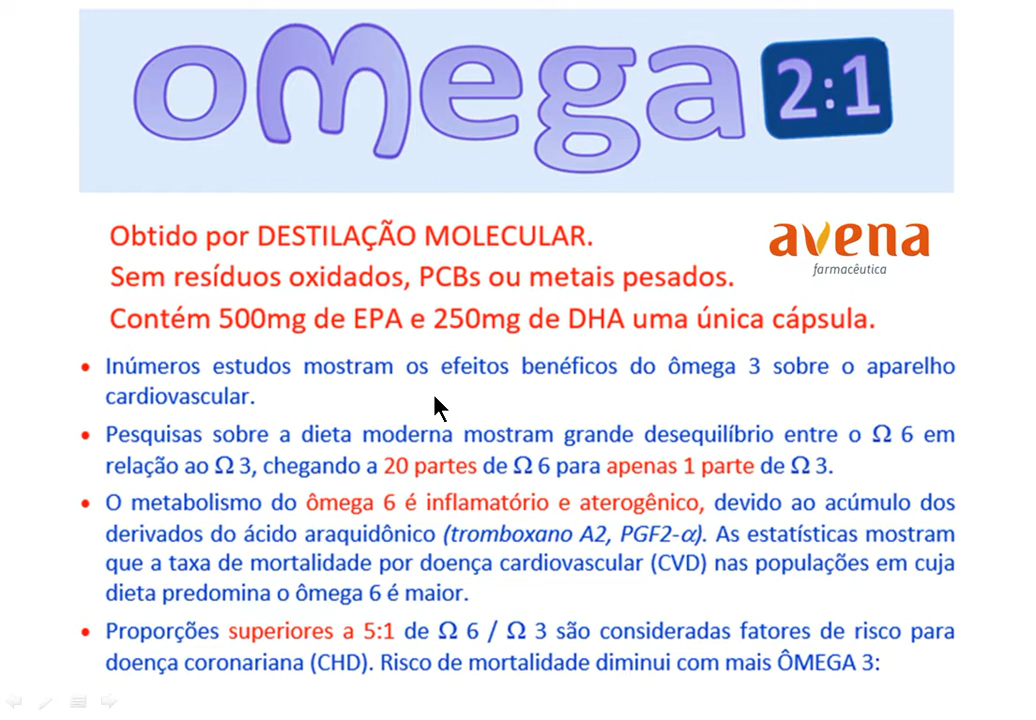 omega 2:1
avena
farmacêutica
Obtido por DESTILAÇÃO MOLECULAR.
Sem resíduos oxidados, PCBs ou metais pesados.
Contém 500mg de EPA e 250mg de DHA uma única cápsula.
• Inúmeros estudos mostram os efeitos benéficos do ômega 3 sobre o aparelho
cardiovascular.
• Pesquisas sobre a dieta moderna mostram grande desequilíbrio entre o Ω 6 em
relação ao Ω 3, chegando a 20 partes de Ω 6 para apenas 1 parte de Ω 3.
• O metabolismo do ômega 6 é inflamatório e aterogênico, devido ao acúmulo dos
derivados do ácido araquidônico (tromboxano A2, PGF2-α). As estatísticas mostram
que a taxa de mortalidade por doença cardiovascular (CVD) nas populações em cuja
dieta predomina o ômega 6 é maior.
• Proporções superiores a 5:1 de Ω 6 / Ω 3 são consideradas fatores de risco para
doença coronariana (CHD). Risco de mortalidade diminui com mais ÔMEGA 3: